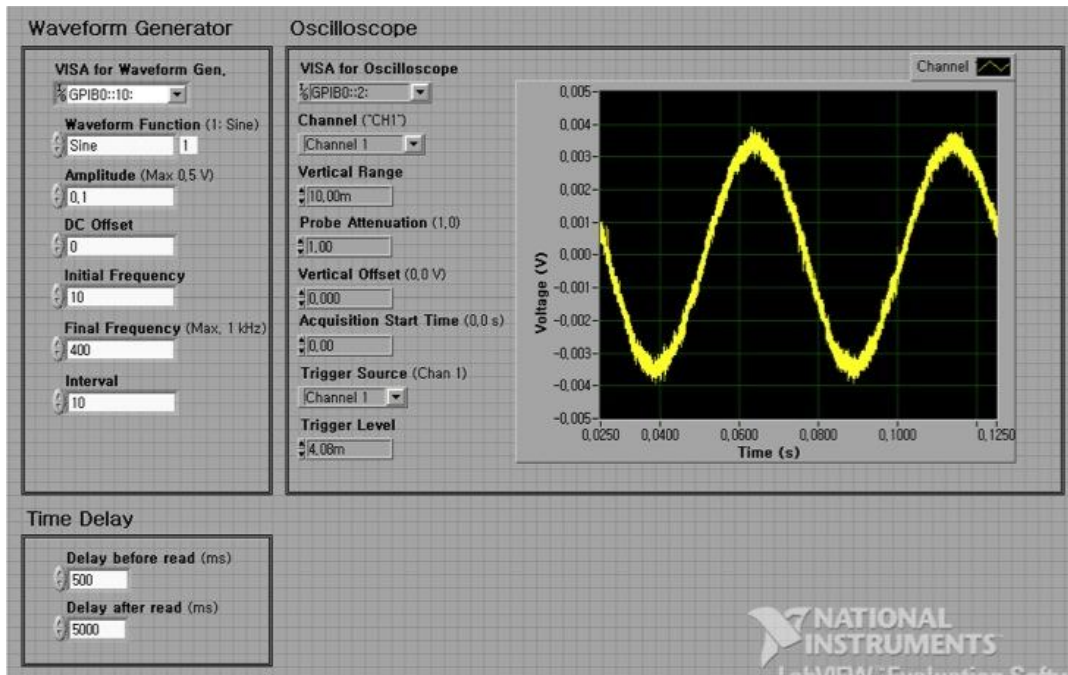 Waveform Generator
VISA for Waveform Gen,
GPIB0::10:
Waveform Function (1: Sine)
Sine 1
Amplitude (Max 0,5 V)
0,1
DC Offset
0
Initial Frequency
10
Final Frequency (Max, 1 kHz)
400
Interval
10
Oscilloscope
VISA for Oscilloscope
GPIB0::2:
Channel ("CH1")
Channel 1
Vertical Range
10,00m
Probe Attenuation (1,0)
1,00
Vertical Offset (0,0 V)
0,000
Acquisition Start Time (0,0 s)
0,00
Trigger Source (Chan 1)
Channel 1
Trigger Level
4,08m
Channel
0,005-
0,004-
0,003-
0,002-
0,001-
0,000-
-0,001-
-0,002-
-0,003-
-0,004-
-0,005-
Voltage (V)
0,0250 0,0400 0,0600 0,0800 0,1000 0,1250
Time (s)
Time Delay
Delay before read (ms)
500
Delay after read (ms)
5000
NATIONAL
INSTRUMENTS
LabVIEW Evaluation